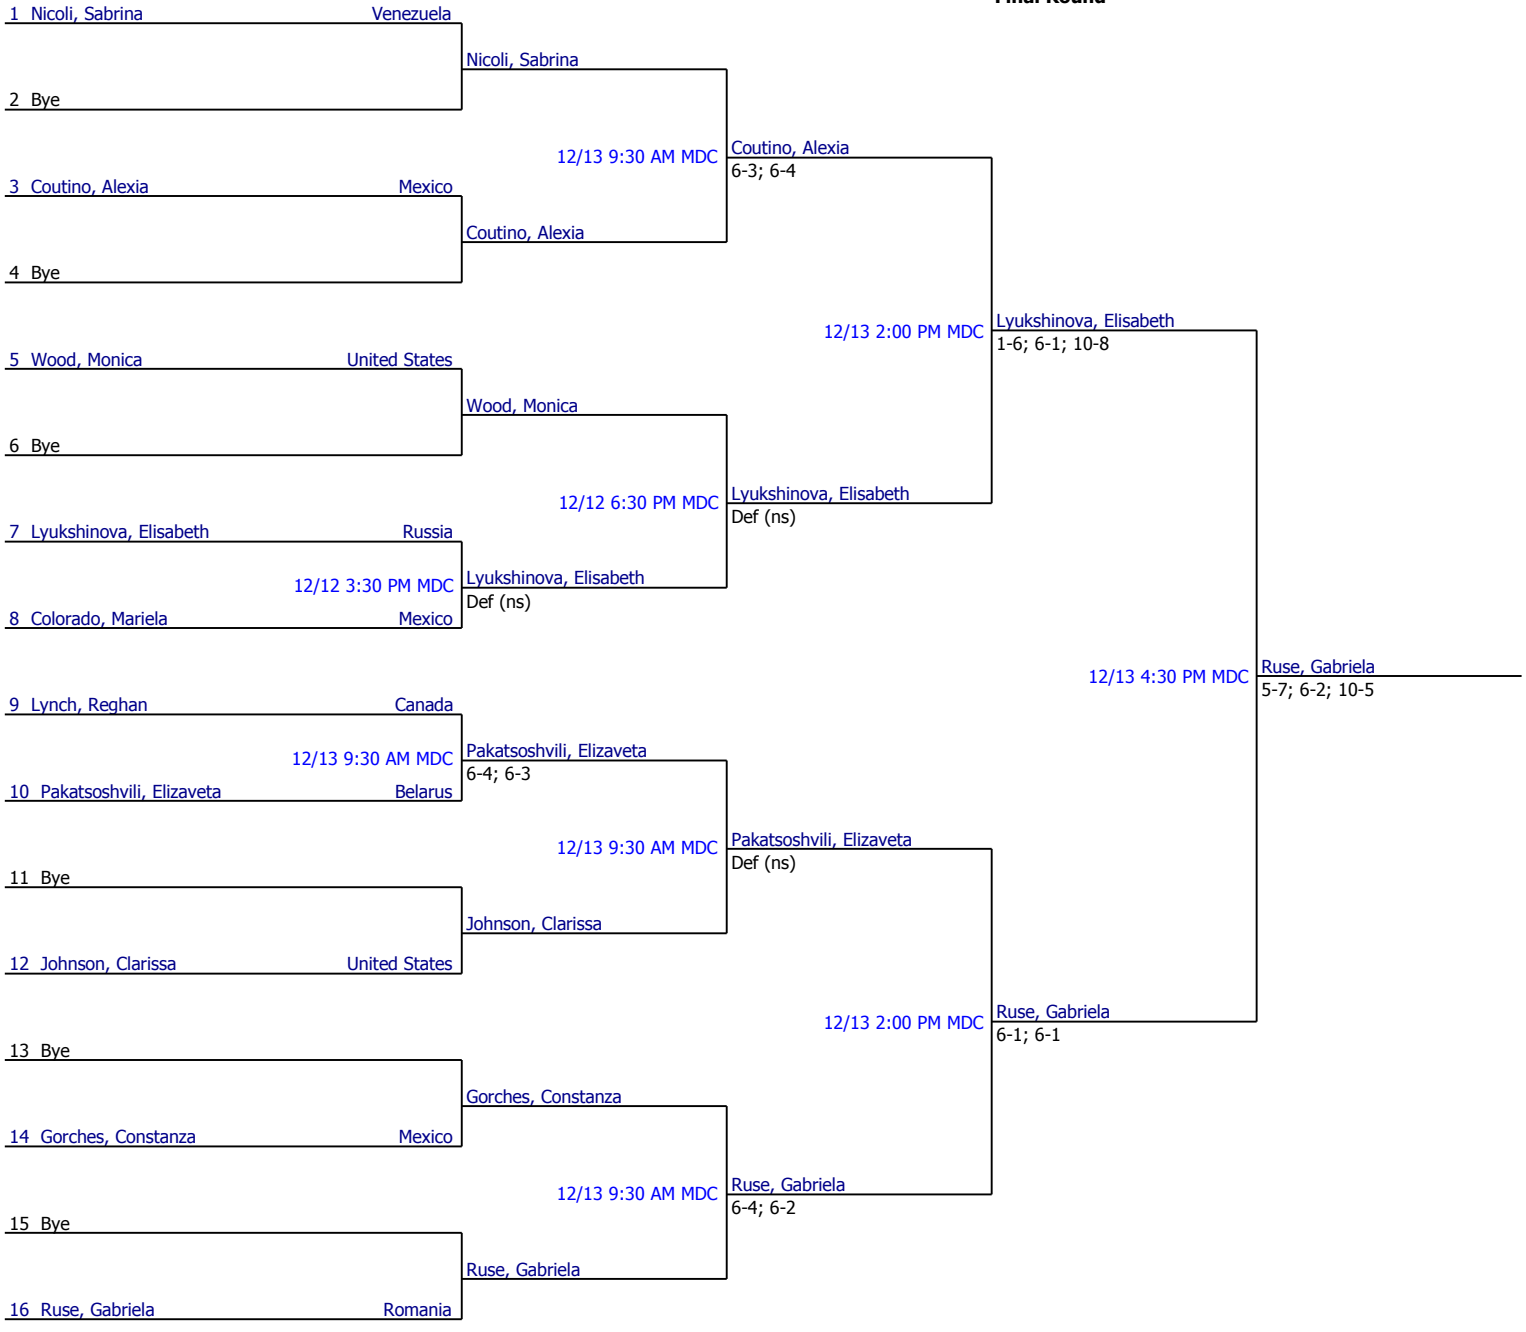 Final Round
1 Nicoli, Sabrina Venezuela
Nicoli, Sabrina
2 Bye
12/13 9:30 AM MDC
Coutino, Alexia
6-3; 6-4
3 Coutino, Alexia Mexico
Coutino, Alexia
4 Bye
12/13 2:00 PM MDC
Lyukshinova, Elisabeth
1-6; 6-1; 10-8
5 Wood, Monica United States
Wood, Monica
6 Bye
12/12 6:30 PM MDC
Lyukshinova, Elisabeth
Def (ns)
7 Lyukshinova, Elisabeth Russia
12/12 3:30 PM MDC
Lyukshinova, Elisabeth
Def (ns)
8 Colorado, Mariela Mexico
12/13 4:30 PM MDC
Ruse, Gabriela
5-7; 6-2; 10-5
9 Lynch, Reghan Canada
12/13 9:30 AM MDC
Pakatsoshvili, Elizaveta
6-4; 6-3
10 Pakatsoshvili, Elizaveta Belarus
12/13 9:30 AM MDC
Pakatsoshvili, Elizaveta
Def (ns)
11 Bye
Johnson, Clarissa
12 Johnson, Clarissa United States
12/13 2:00 PM MDC
Ruse, Gabriela
6-1; 6-1
13 Bye
Gorches, Constanza
14 Gorches, Constanza Mexico
12/13 9:30 AM MDC
Ruse, Gabriela
6-4; 6-2
15 Bye
Ruse, Gabriela
16 Ruse, Gabriela Romania